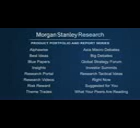 Morgan Stanley Research
PRODUCT PORTFOLIO AND REPORT SERIES
Alphawise
Best Ideas
Blue Papers
Insights
Research Portal
Research Videos
Risk Reward
Theme Trades
Asia Macro Debates
Big Debates
Global Strategy Forum
Investor Summits
Research Tactical Ideas
Right Now
Suggested for You
What Your Peers Are Reading